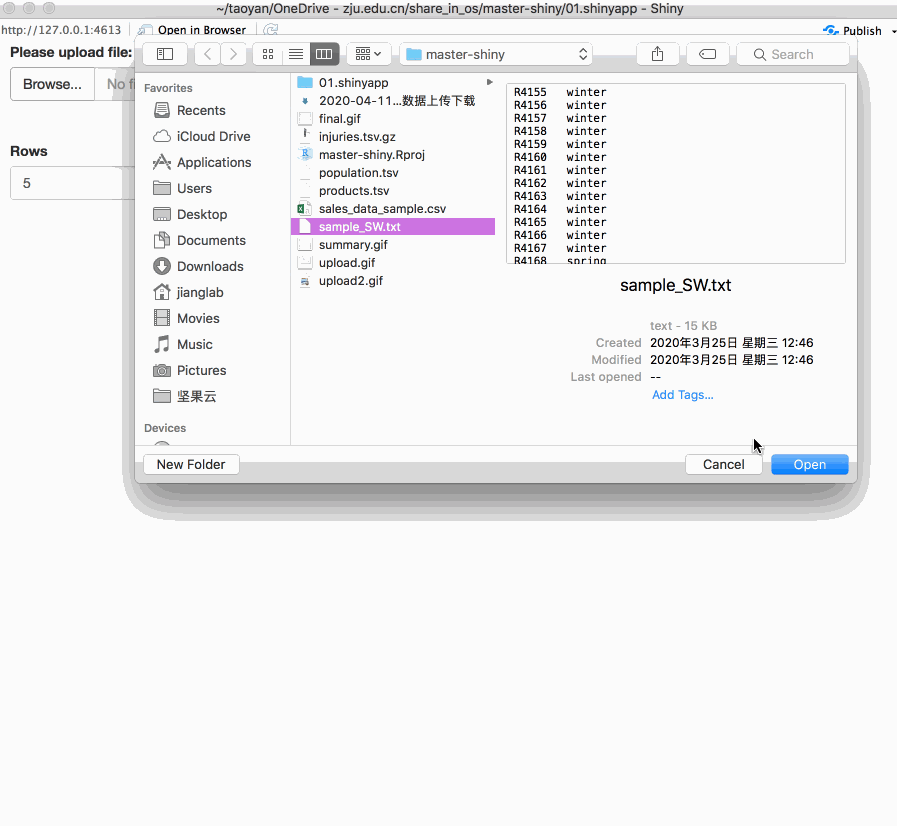 ~/taoyan/OneDrive - zju.edu.cn/share_in_os/master-shiny/01.shinyapp - Shiny
http://127.0.0.1:4613
Open in Browser
Publish
Please upload file:
Browse...
No fi
Rows
5
master-shiny
Search
Favorites
Recents
iCloud Drive
Applications
Users
Desktop
Documents
Downloads
jianglab
Movies
Music
Pictures
坚果云
Devices
01.shinyapp
2020-04-11...数据上传下载
final.gif
injuries.tsv.gz
master-shiny.Rproj
population.tsv
products.tsv
sales_data_sample.csv
sample_SW.txt
summary.gif
upload.gif
upload2.gif
R4155 winter
R4156 winter
R4157 winter
R4158 winter
R4159 winter
R4160 winter
R4161 winter
R4162 winter
R4163 winter
R4164 winter
R4165 winter
R4166 winter
R4167 winter
R4168 spring
sample_SW.txt
text - 15 KB
Created 2020年3月25日 星期三 12:46
Modified 2020年3月25日 星期三 12:46
Last opened --
Add Tags...
New Folder
Cancel
Open